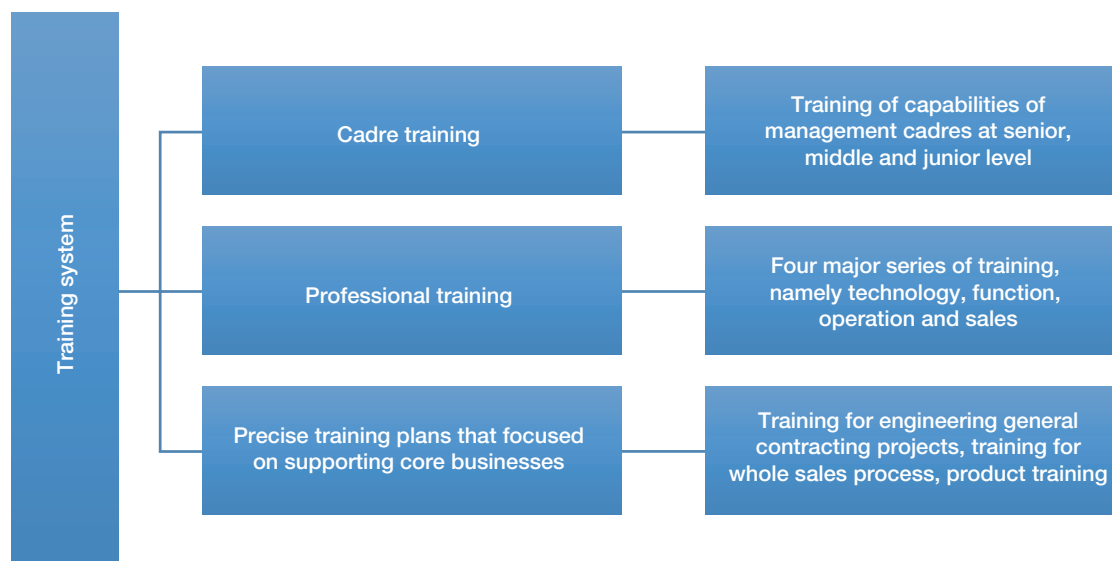 Training system
Cadre training
Training of capabilities of
management cadres at senior,
middle and junior level
Professional training
Four major series of training,
namely technology, function,
operation and sales
Precise training plans that focused
on supporting core businesses
Training for engineering general
contracting projects, training for
whole sales process, product training